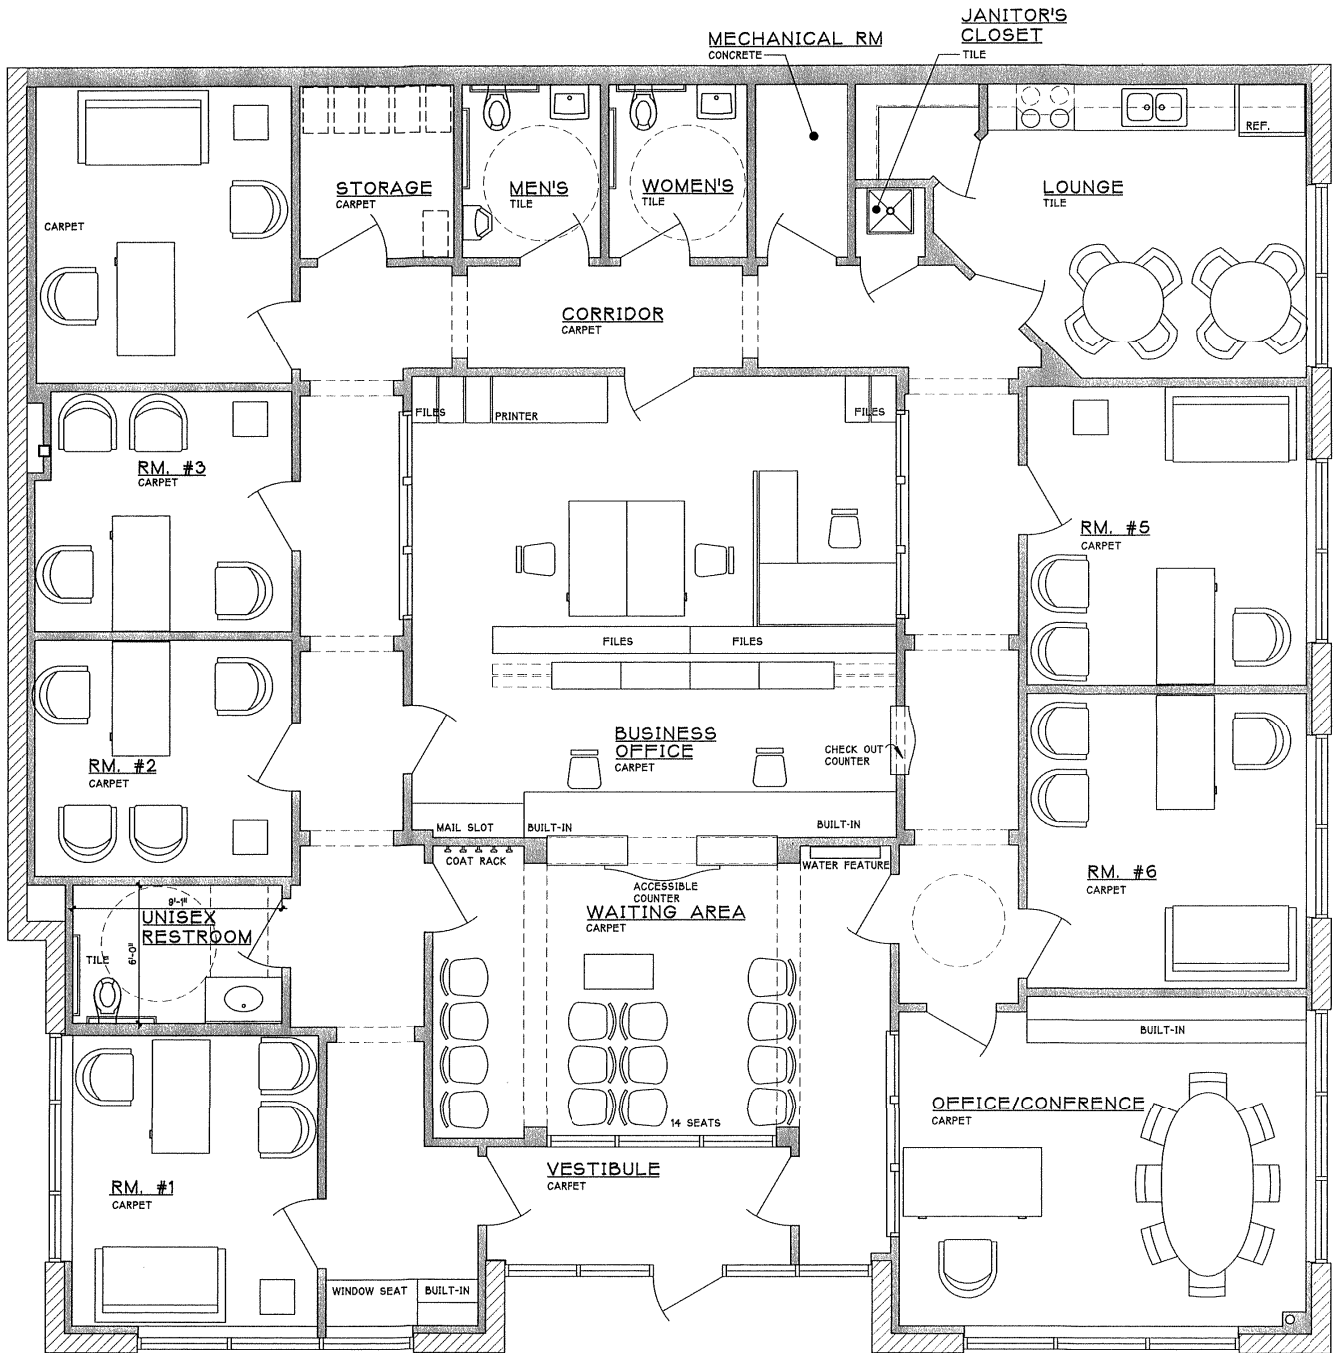 JANITOR'S
CLOSET
TILE
MECHANICAL RM
CONCRETE
REF.
STORAGE
CARPET
MEN'S
TILE
WOMEN'S
TILE
LOUNGE
TILE
CARPET
CORRIDOR
CARPET
FILES
PRINTER
FILES
RM. #3
CARPET
RM. #5
CARPET
FILES
FILES
BUSINESS
OFFICE
CARPET
CHECK OUT
COUNTER
RM. #2
CARPET
MAIL SLOT
BUILT-IN
BUILT-IN
COAT RACK
WATER FEATURE
ACCESSIBLE
COUNTER
RM. #6
CARPET
9'-1"
UNISEX
RESTROOM
TILE
6'-0"
WAITING AREA
CARPET
BUILT-IN
14 SEATS
OFFICE/CONFRENCE
CARPET
VESTIBULE
CARPET
RM. #1
CARPET
WINDOW SEAT
BUILT-IN